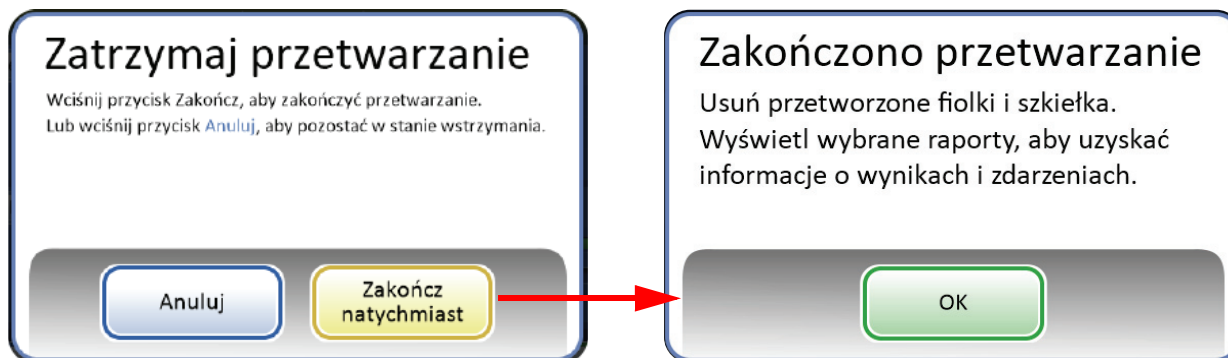 Zatrzymaj przetwarzanie
Wciśnij przycisk Zakończ, aby zakończyć przetwarzanie.
Lub wciśnij przycisk Anuluj, aby pozostać w stanie wstrzymania.
Anuluj
Zakończ
natychmiast
Zakończono przetwarzanie
Usuń przetworzone fiolki i szkiełka.
Wyświetl wybrane raporty, aby uzyskać
informacje o wynikach i zdarzeniach.
OK